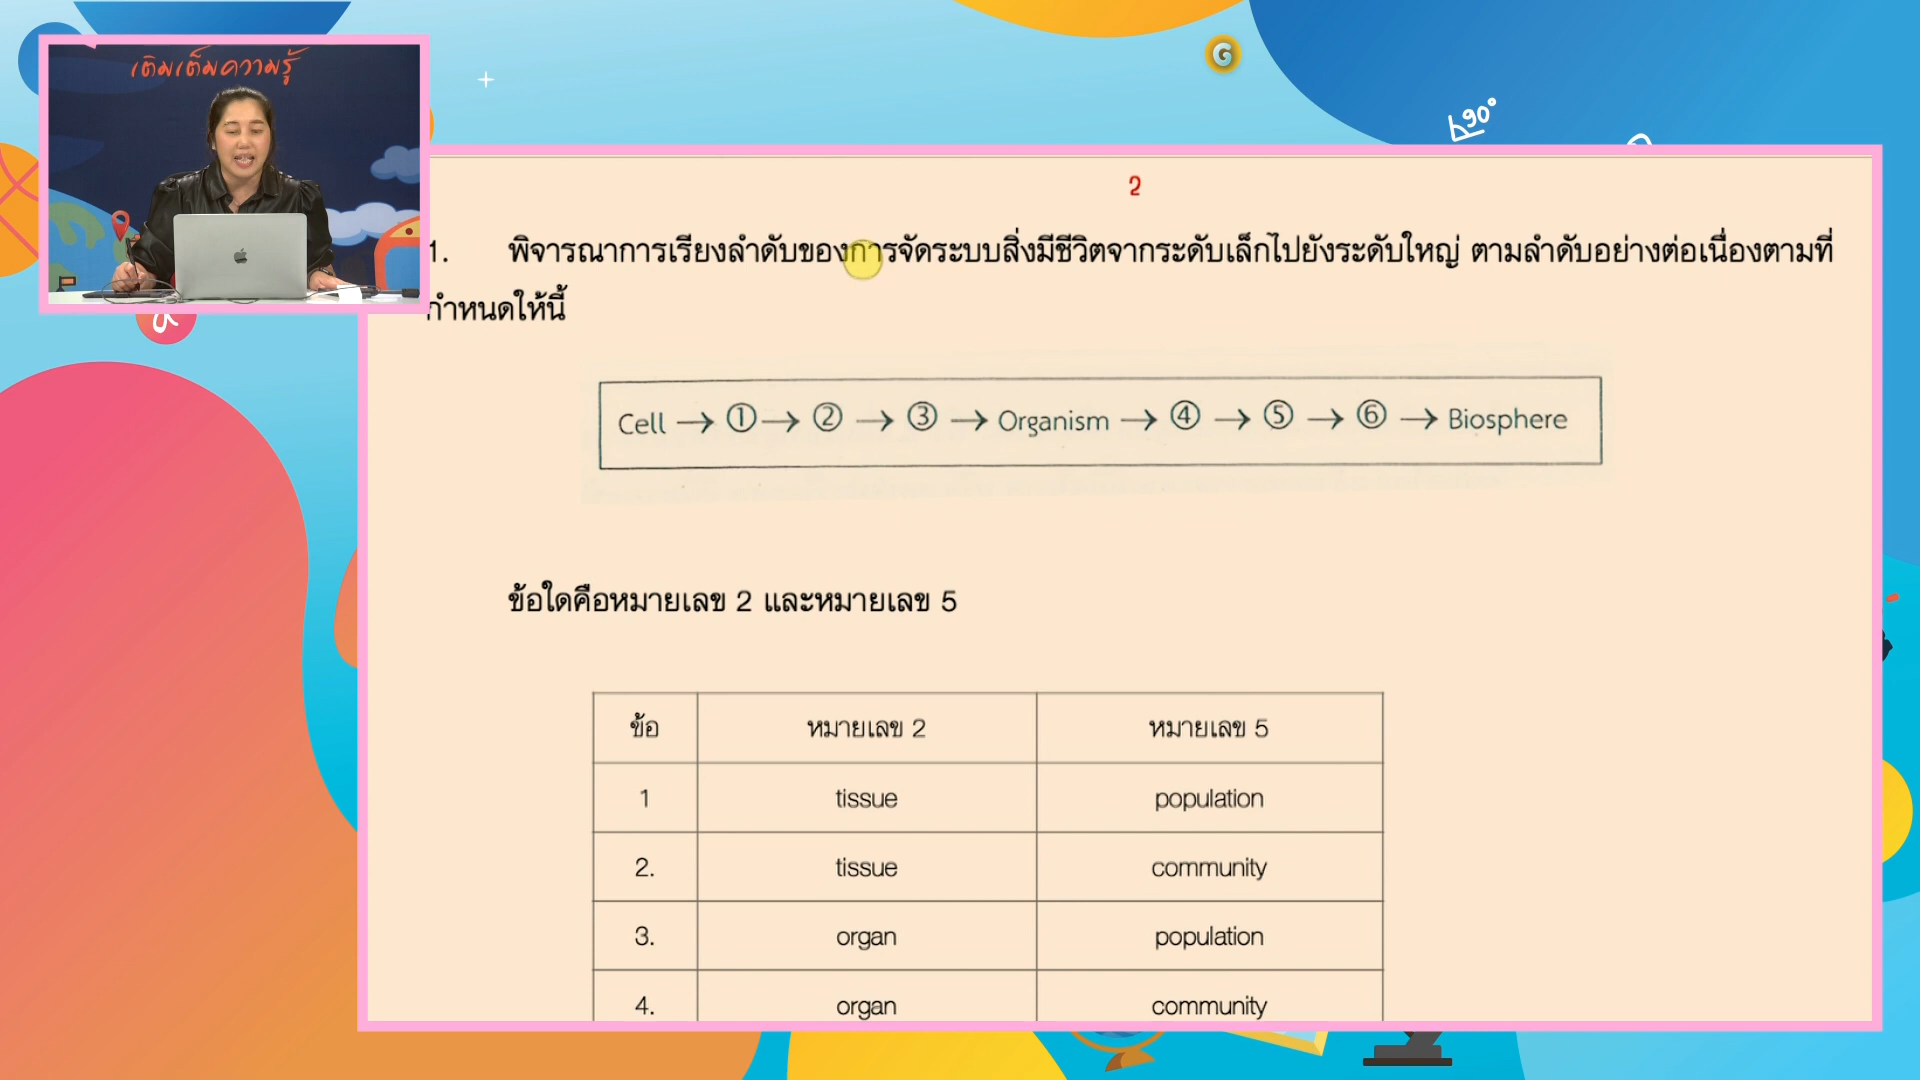 เติมเต็มความรู้
G
90°
2
1. พิจารณาการเรียงลำดับของการจัดระบบสิ่งมีชีวิตจากระดับเล็กไปยังระดับใหญ่ ตามลำดับอย่างต่อเนื่องตามที่
กำหนดให้นี้
Cell → ① → ② → ③ → Organism → ④ → ⑤ → ⑥ → Biosphere
ข้อใดคือหมายเลข 2 และหมายเลข 5
ข้อ หมายเลข 2 หมายเลข 5
1 tissue population
2. tissue community
3. organ population
4. organ community